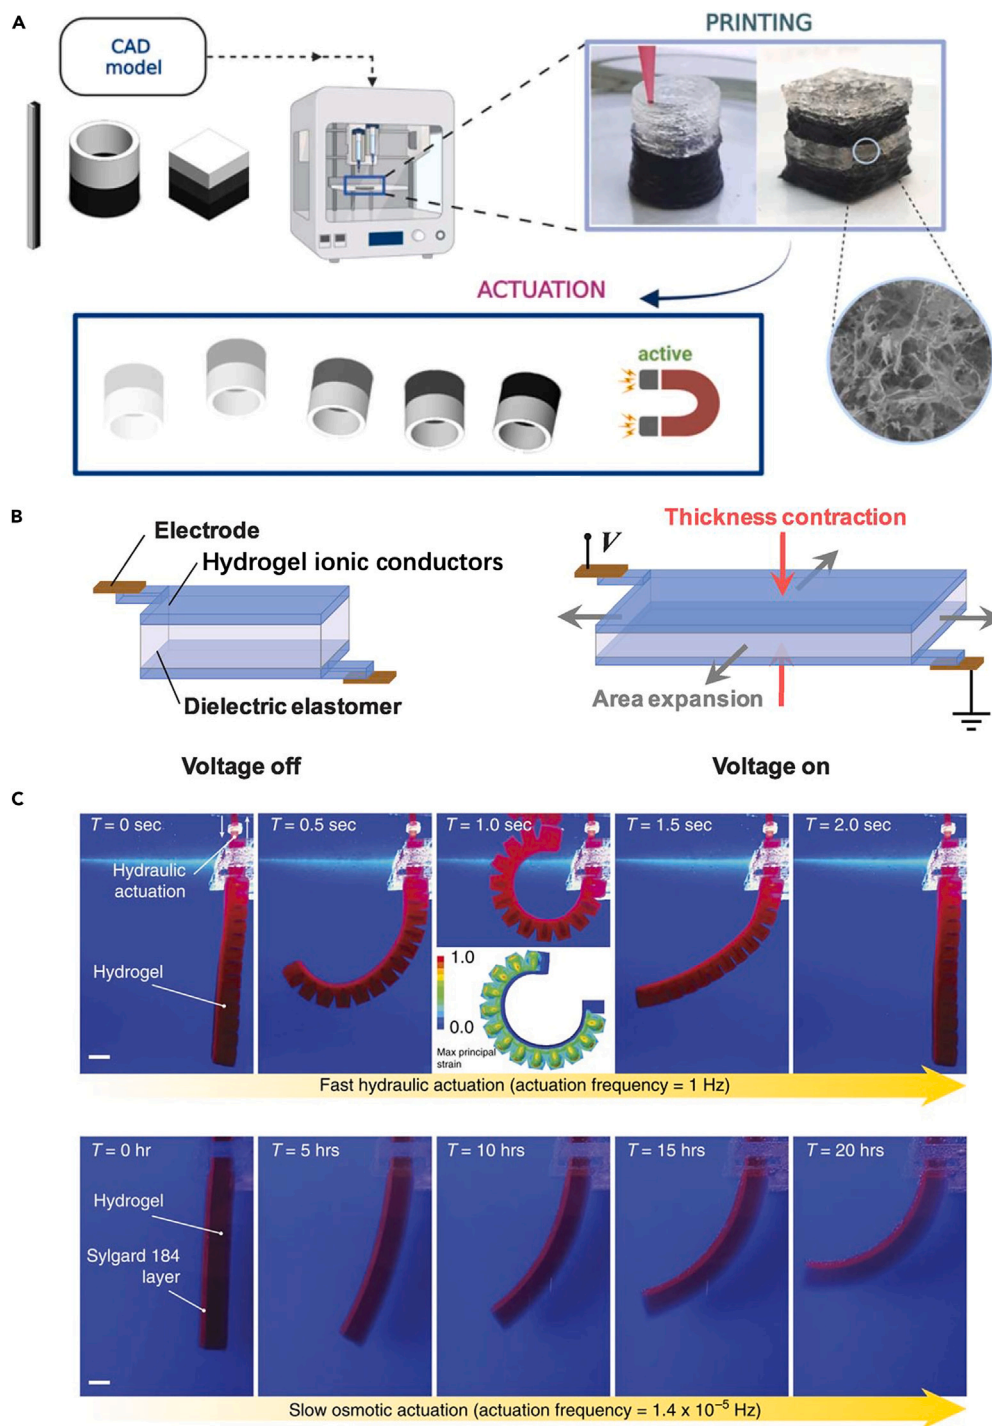 A
CAD
model
PRINTING
ACTUATION
active
B
Electrode
Hydrogel ionic conductors
Dielectric elastomer
Voltage off
V
Thickness contraction
Area expansion
Voltage on
C
T = 0 sec
Hydraulic
actuation
Hydrogel
T = 0.5 sec
T = 1.0 sec
1.0
0.0
Max principal
strain
T = 1.5 sec
T = 2.0 sec
Fast hydraulic actuation (actuation frequency = 1 Hz)
T = 0 hr
Hydrogel
Sylgard 184
layer
T = 5 hrs
T = 10 hrs
T = 15 hrs
T = 20 hrs
Slow osmotic actuation (actuation frequency = 1.4 x 10⁻⁵ Hz)